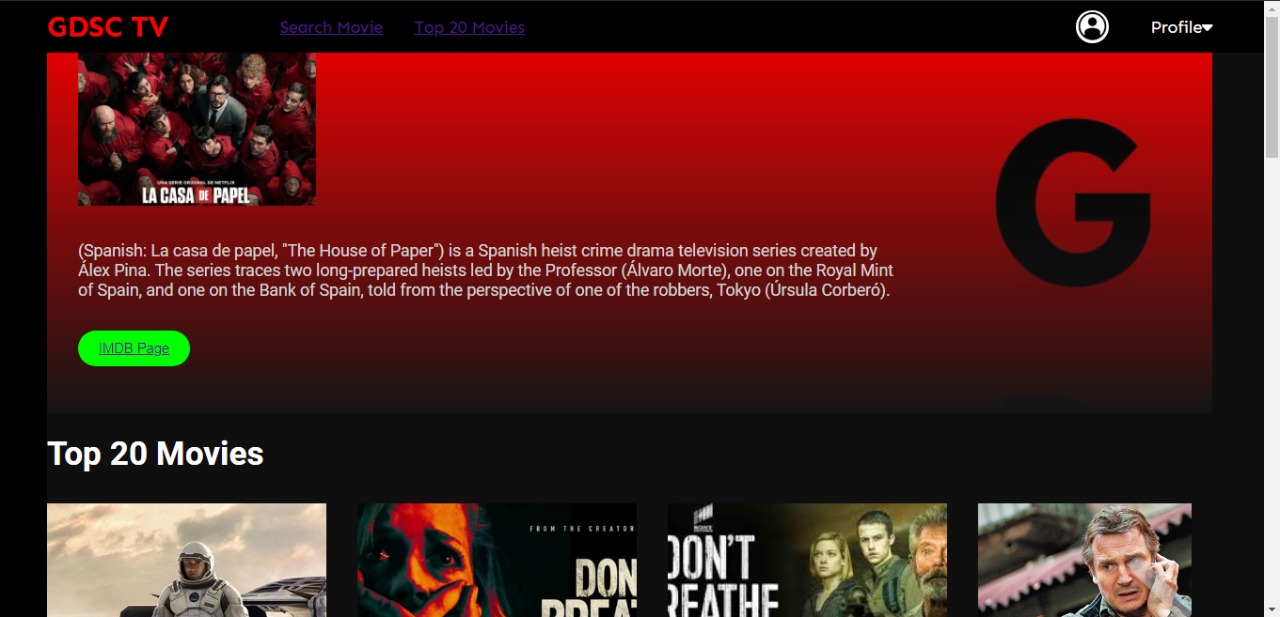 GDSC TV
Search Movie
Top 20 Movies
Profile
UNA SERIE ORIGINAL DE NETFLIX
LA CASA DE PAPEL
G
(Spanish: La casa de papel, "The House of Paper") is a Spanish heist crime drama television series created by
Álex Pina. The series traces two long-prepared heists led by the Professor (Álvaro Morte), one on the Royal Mint
of Spain, and one on the Bank of Spain, told from the perspective of one of the robbers, Tokyo (Úrsula Corberó).
IMDB Page
Top 20 Movies
FROM THE CREATOR
DON
BREAT
DON'T
BREATHE